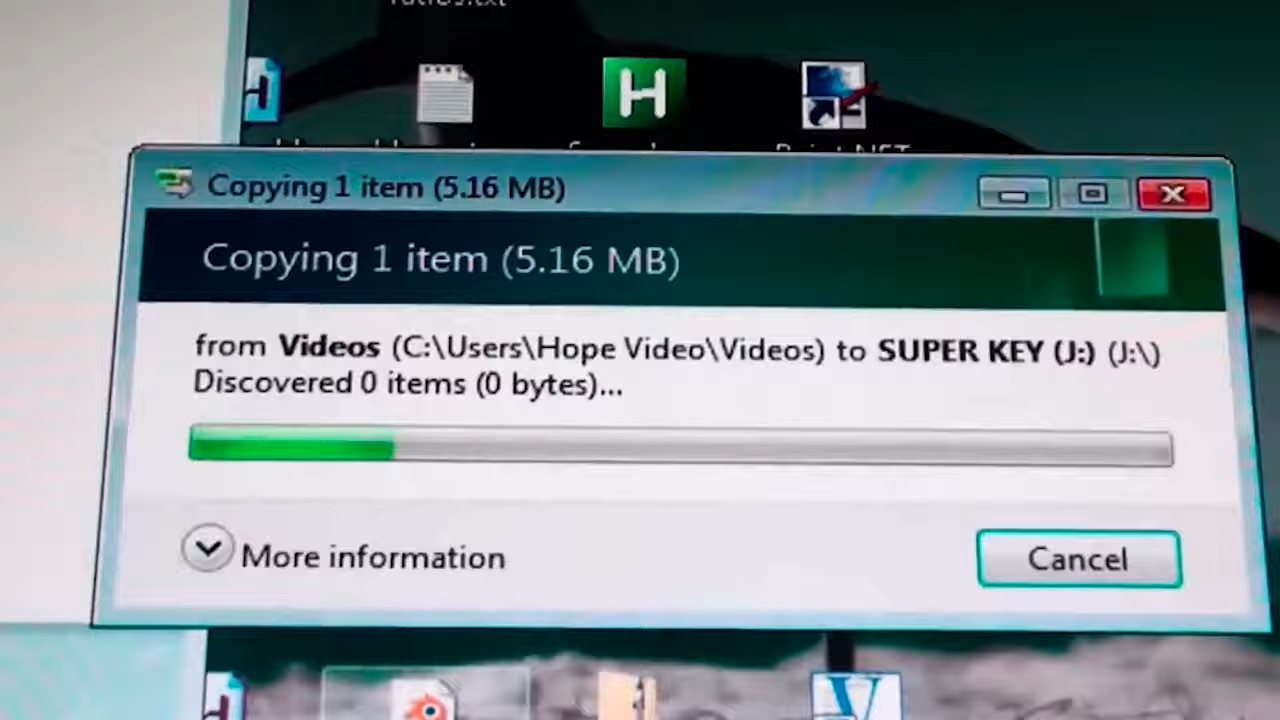 Copying 1 item (5.16 MB)
Copying 1 item (5.16 MB)
from Videos (C:\Users\Hope Video\Videos) to SUPER KEY (J:) (J:\)
Discovered 0 items (0 bytes)...
More information
Cancel